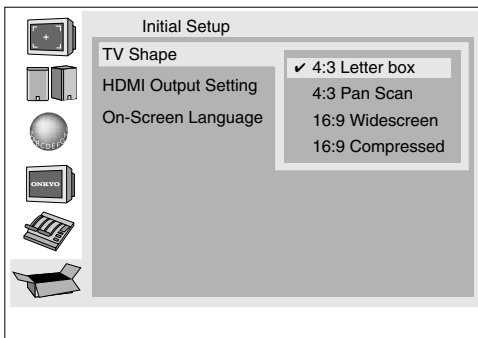 Initial Setup
TV Shape
HDMI Output Setting
On-Screen Language
✔ 4:3 Letter box
4:3 Pan Scan
16:9 Widescreen
16:9 Compressed
ABCDEF
ONKYO